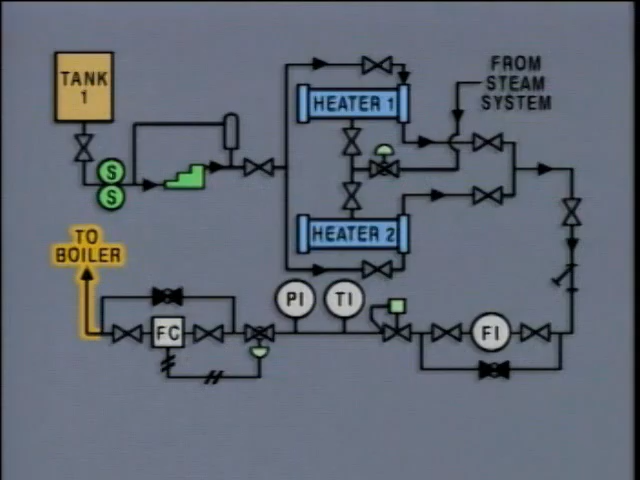 TANK
1
FROM
STEAM
SYSTEM
HEATER 1
S
S
HEATER 2
TO
BOILER
PI
TI
FC
FI